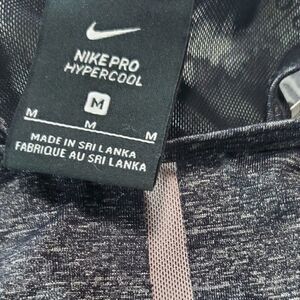 NIKE PRO
HYPERCOOL
M
M M M
MADE IN SRI LANKA
FABRIQUE AU SRI LANKA